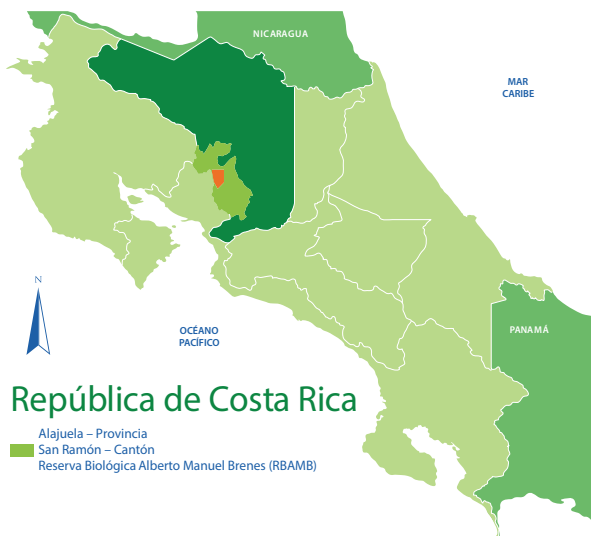 NICARAGUA
MAR
CARIBE
N
OCÉANO
PACÍFICO
PANAMÁ
República de Costa Rica
Alajuela – Provincia
San Ramón – Cantón
Reserva Biológica Alberto Manuel Brenes (RBAMB)